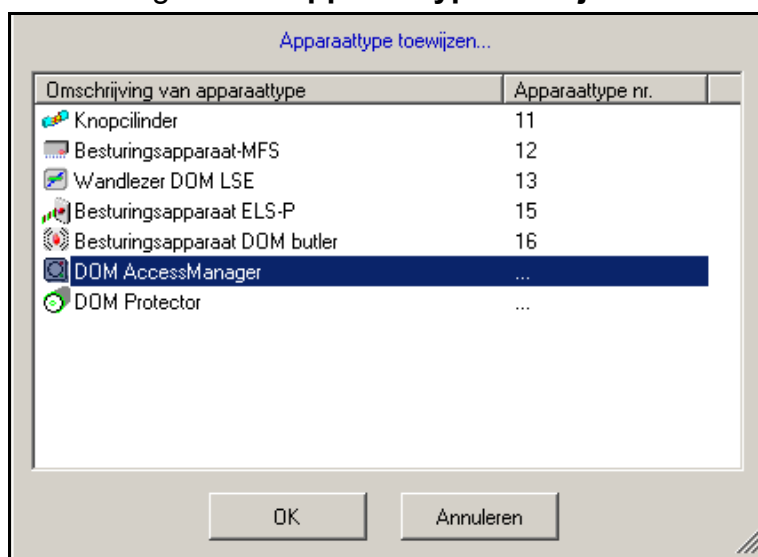 Apparaattype toewijzen...
Omschrijving van apparaattype Apparaattype nr.
Knopcilinder 11
Besturingsapparaat-MFS 12
Wandlezer DOM LSE 13
Besturingsapparaat ELS-P 15
Besturingsapparaat DOM butler 16
DOM AccessManager ...
DOM Protector ...
OK Annuleren